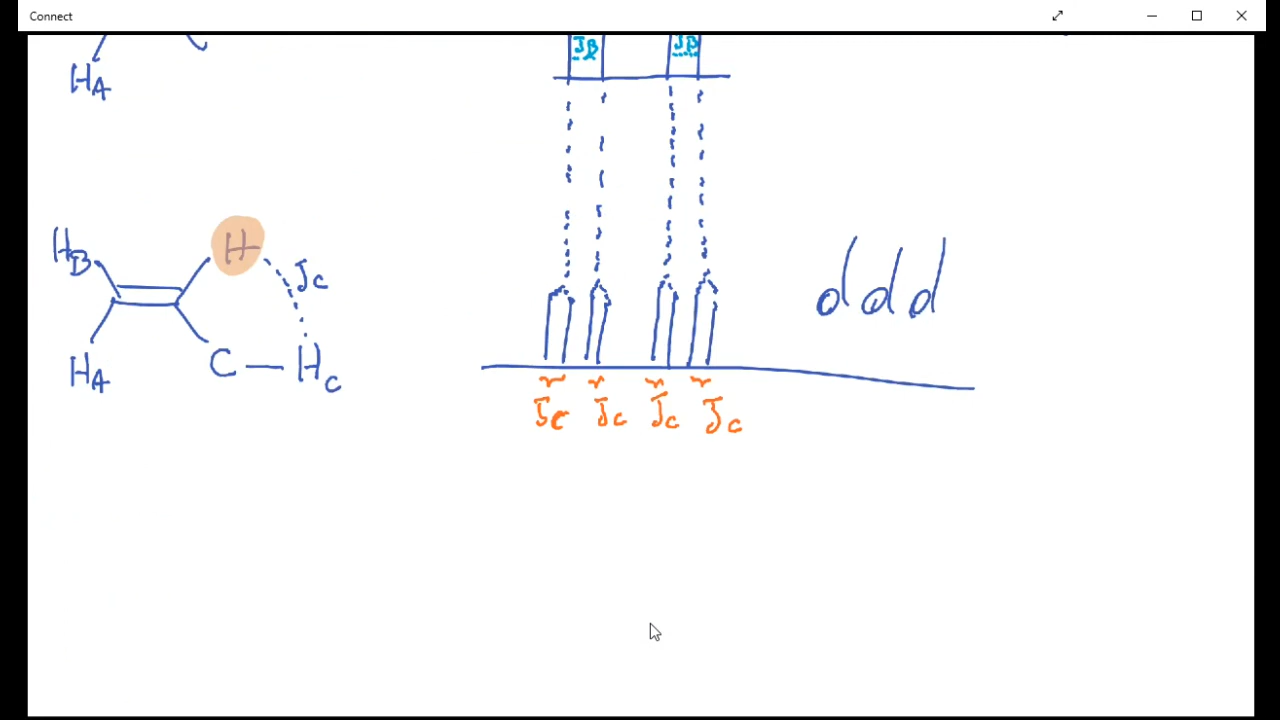 Connect
JB JB
HA
HB H Jc
ddd
HA C — Hc
Jc Jc Jc Jc